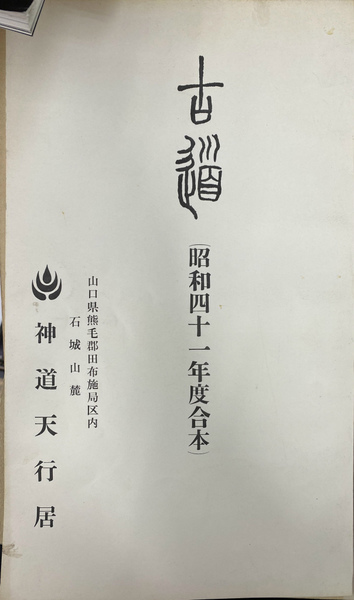 古道
(昭和四十一年度合本)
山口県熊毛郡田布施局区内
石城山麓
神道天行居